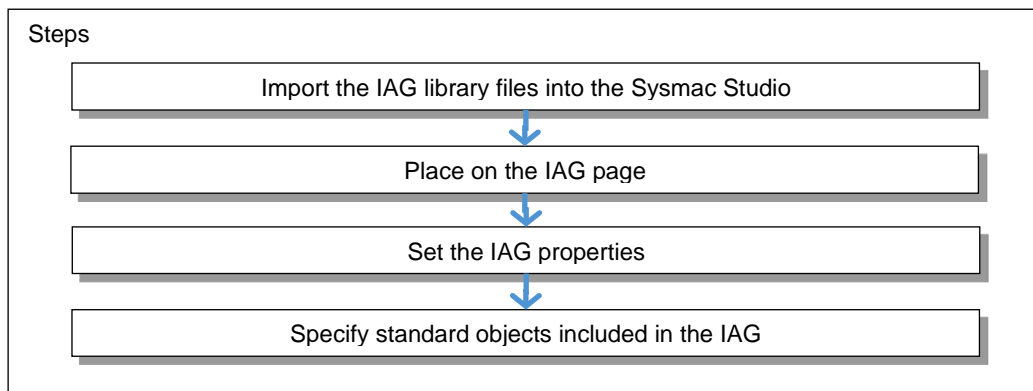 Steps
Import the IAG library files into the Sysmac Studio
Place on the IAG page
Set the IAG properties
Specify standard objects included in the IAG